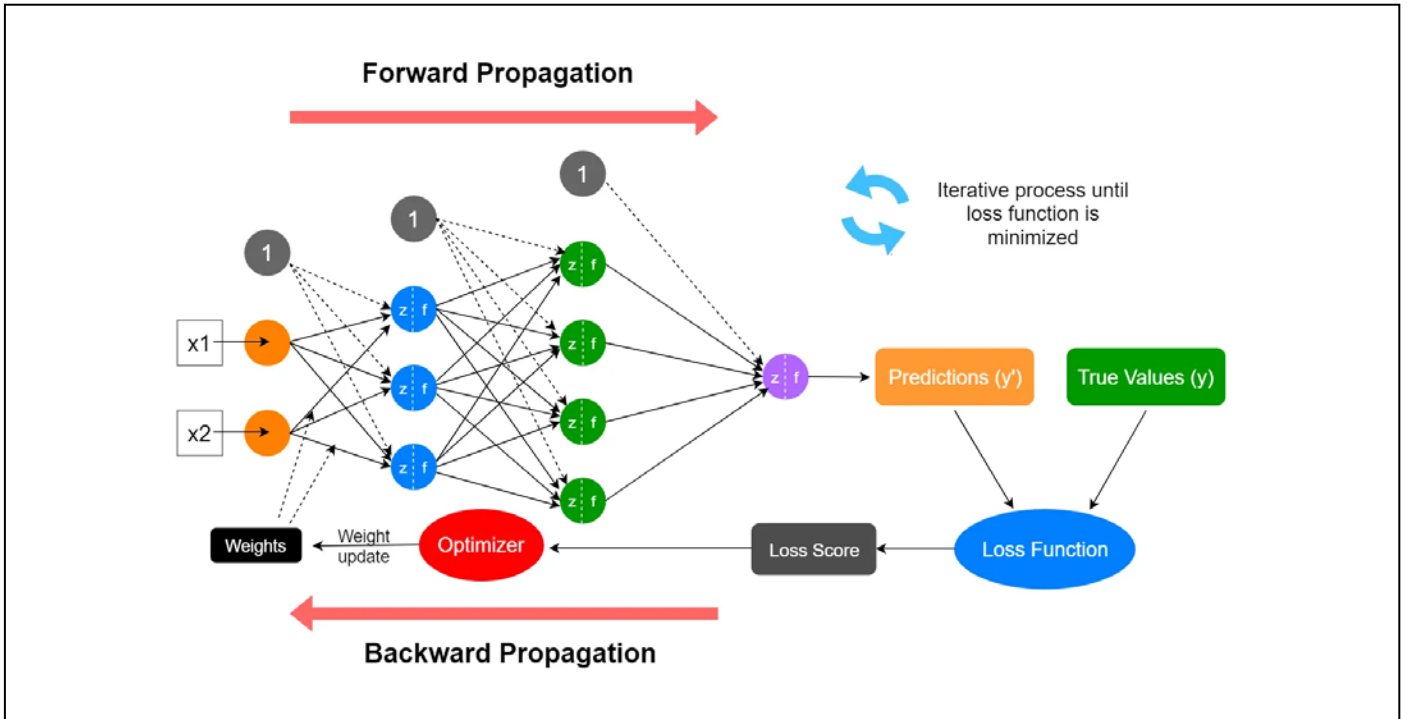 Forward Propagation
1
1
1
Iterative process until
loss function is
minimized
z f
z f
z f
z f
z f
z f
z f
z f
x1
x2
Predictions (y')
True Values (y)
Weights
Weight
update
Optimizer
Loss Score
Loss Function
Backward Propagation